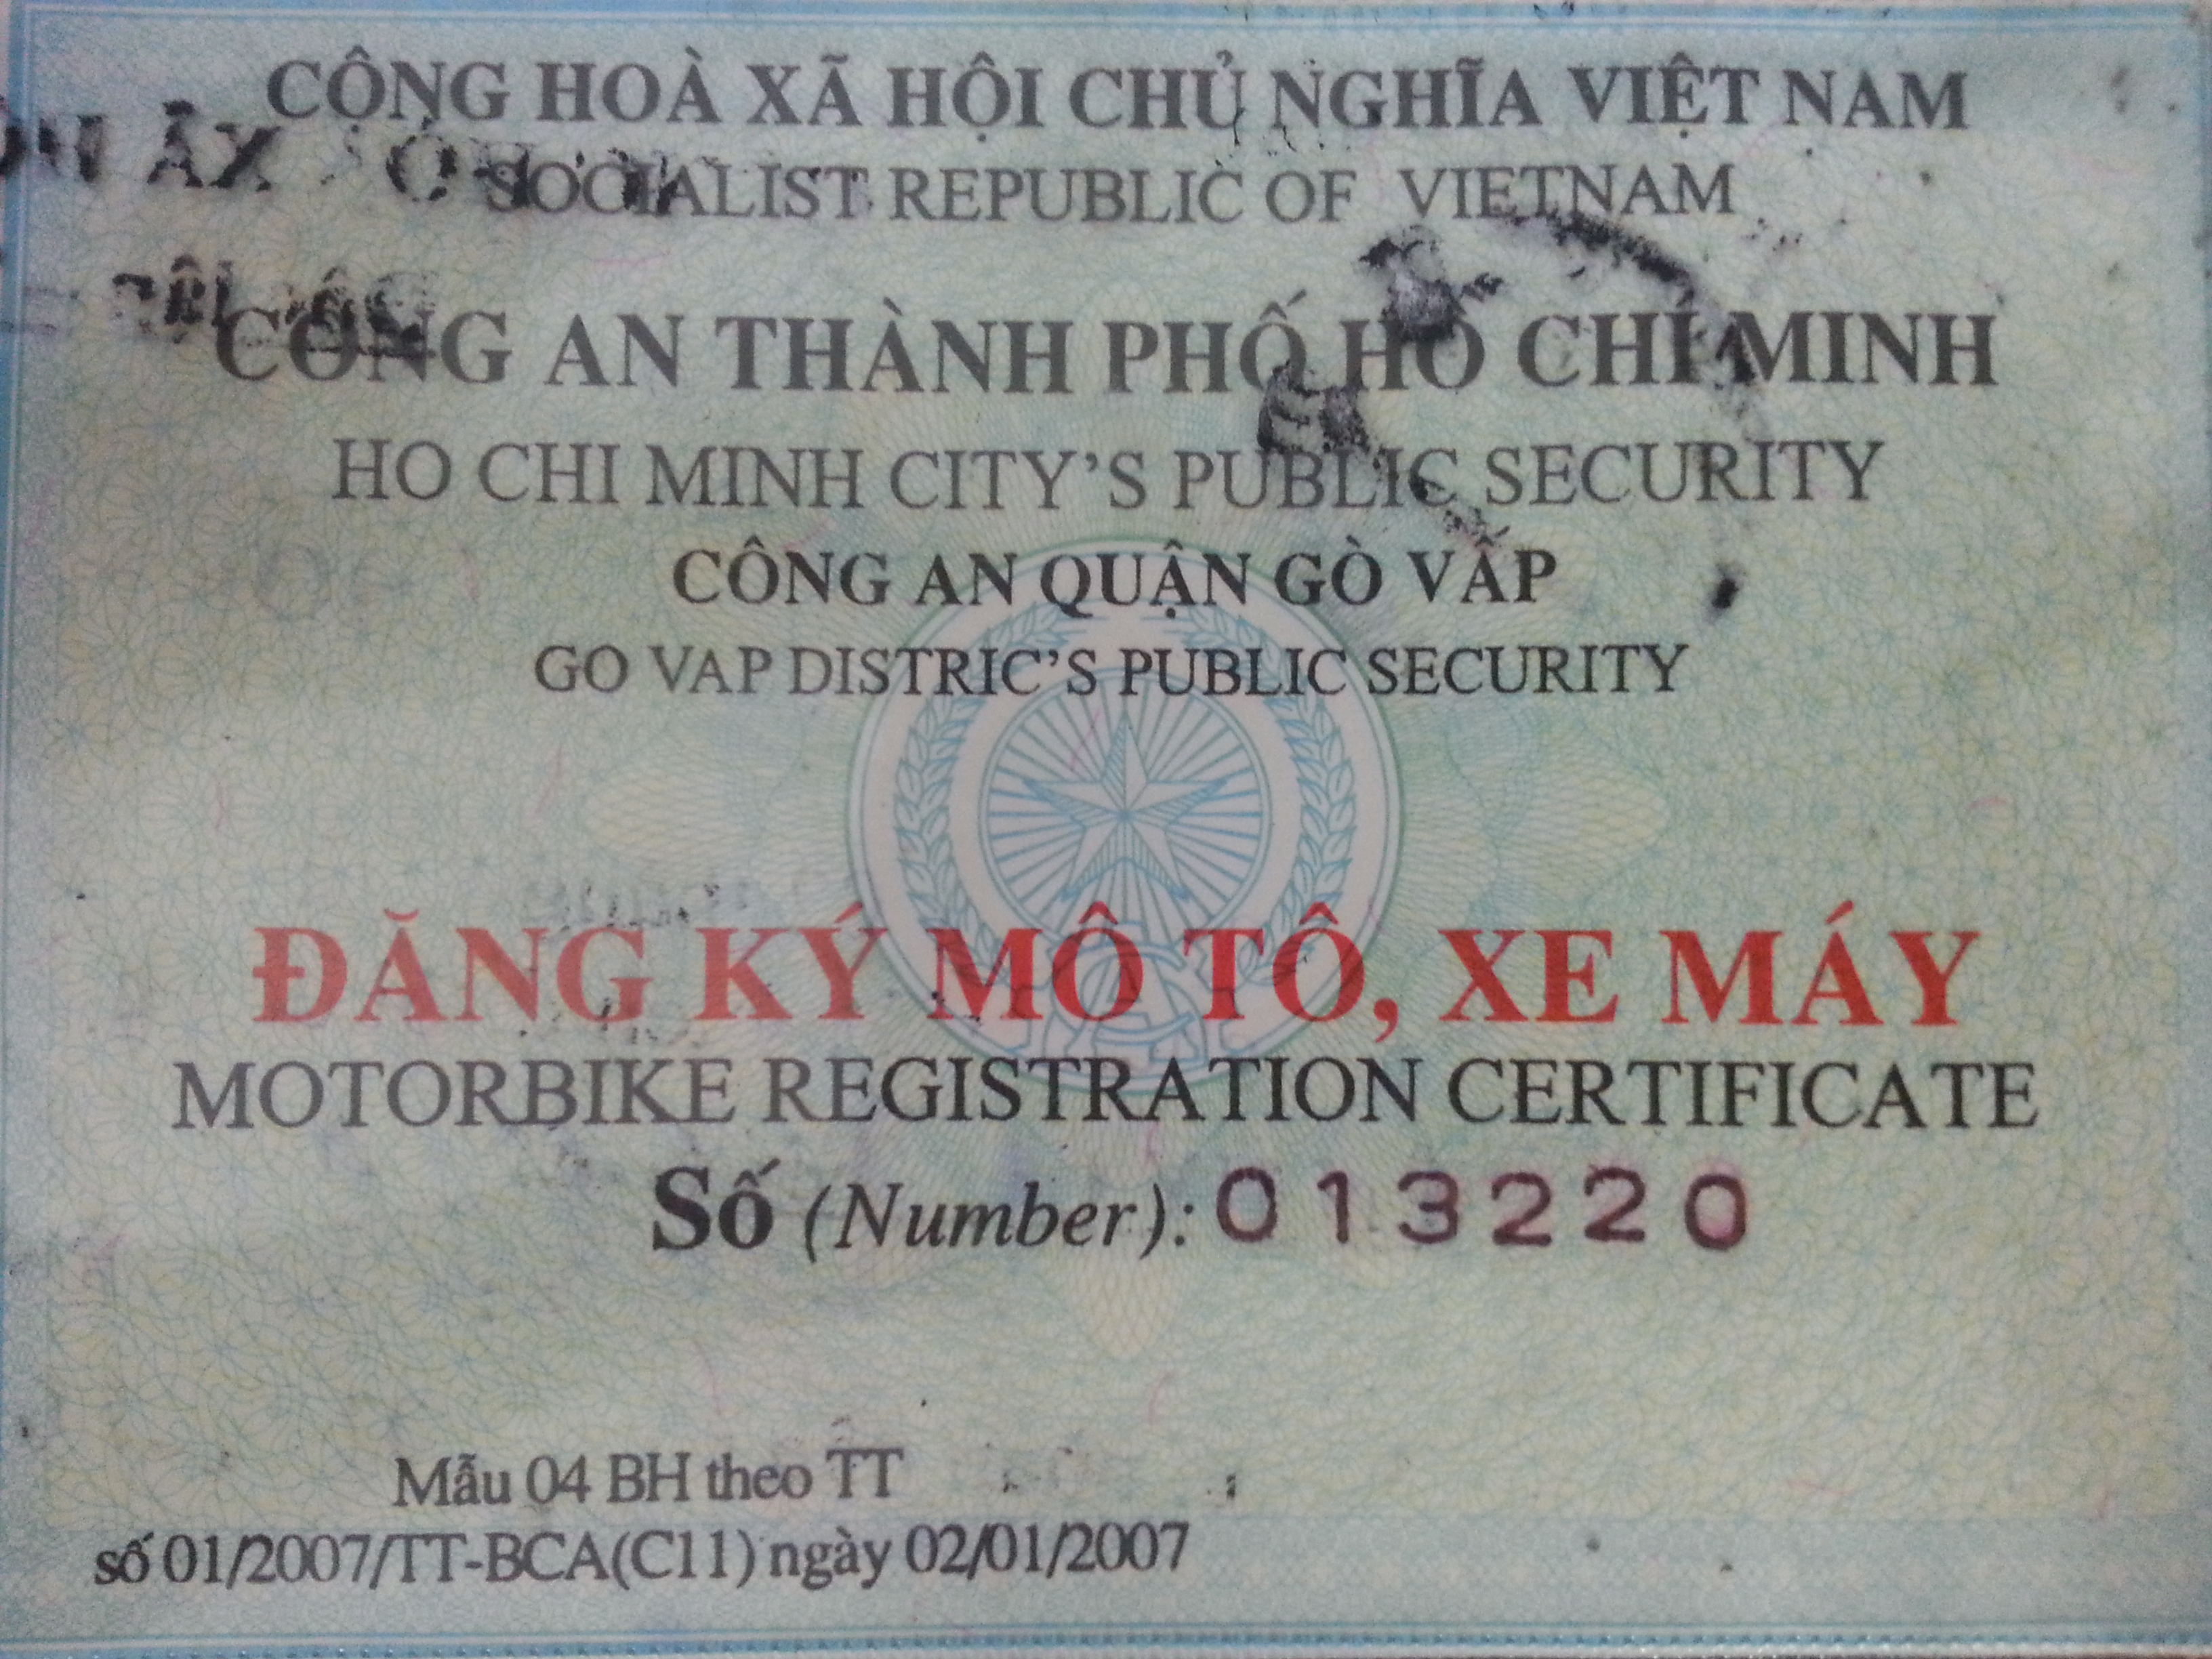 CỘNG HOÀ XÃ HỘI CHỦ NGHĨA VIỆT NAM
SOCIALIST REPUBLIC OF VIETNAM
CÔNG AN THÀNH PHỐ HỒ CHÍ MINH
HO CHI MINH CITY'S PUBLIC SECURITY
CÔNG AN QUẬN GÒ VẤP
GO VAP DISTRIC'S PUBLIC SECURITY
ĐĂNG KÝ MÔ TÔ, XE MÁY
MOTORBIKE REGISTRATION CERTIFICATE
Số (Number): 013220
Mẫu 04 BH theo TT
số 01/2007/TT-BCA(C11) ngày 02/01/2007